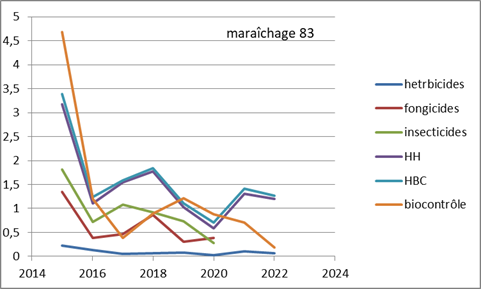 maraîchage 83
5
4,5
4
3,5
3
2,5
2
1,5
1
0,5
0
2014 2016 2018 2020 2022 2024
hetrbicides
fongicides
insecticides
HH
HBC
biocontrôle